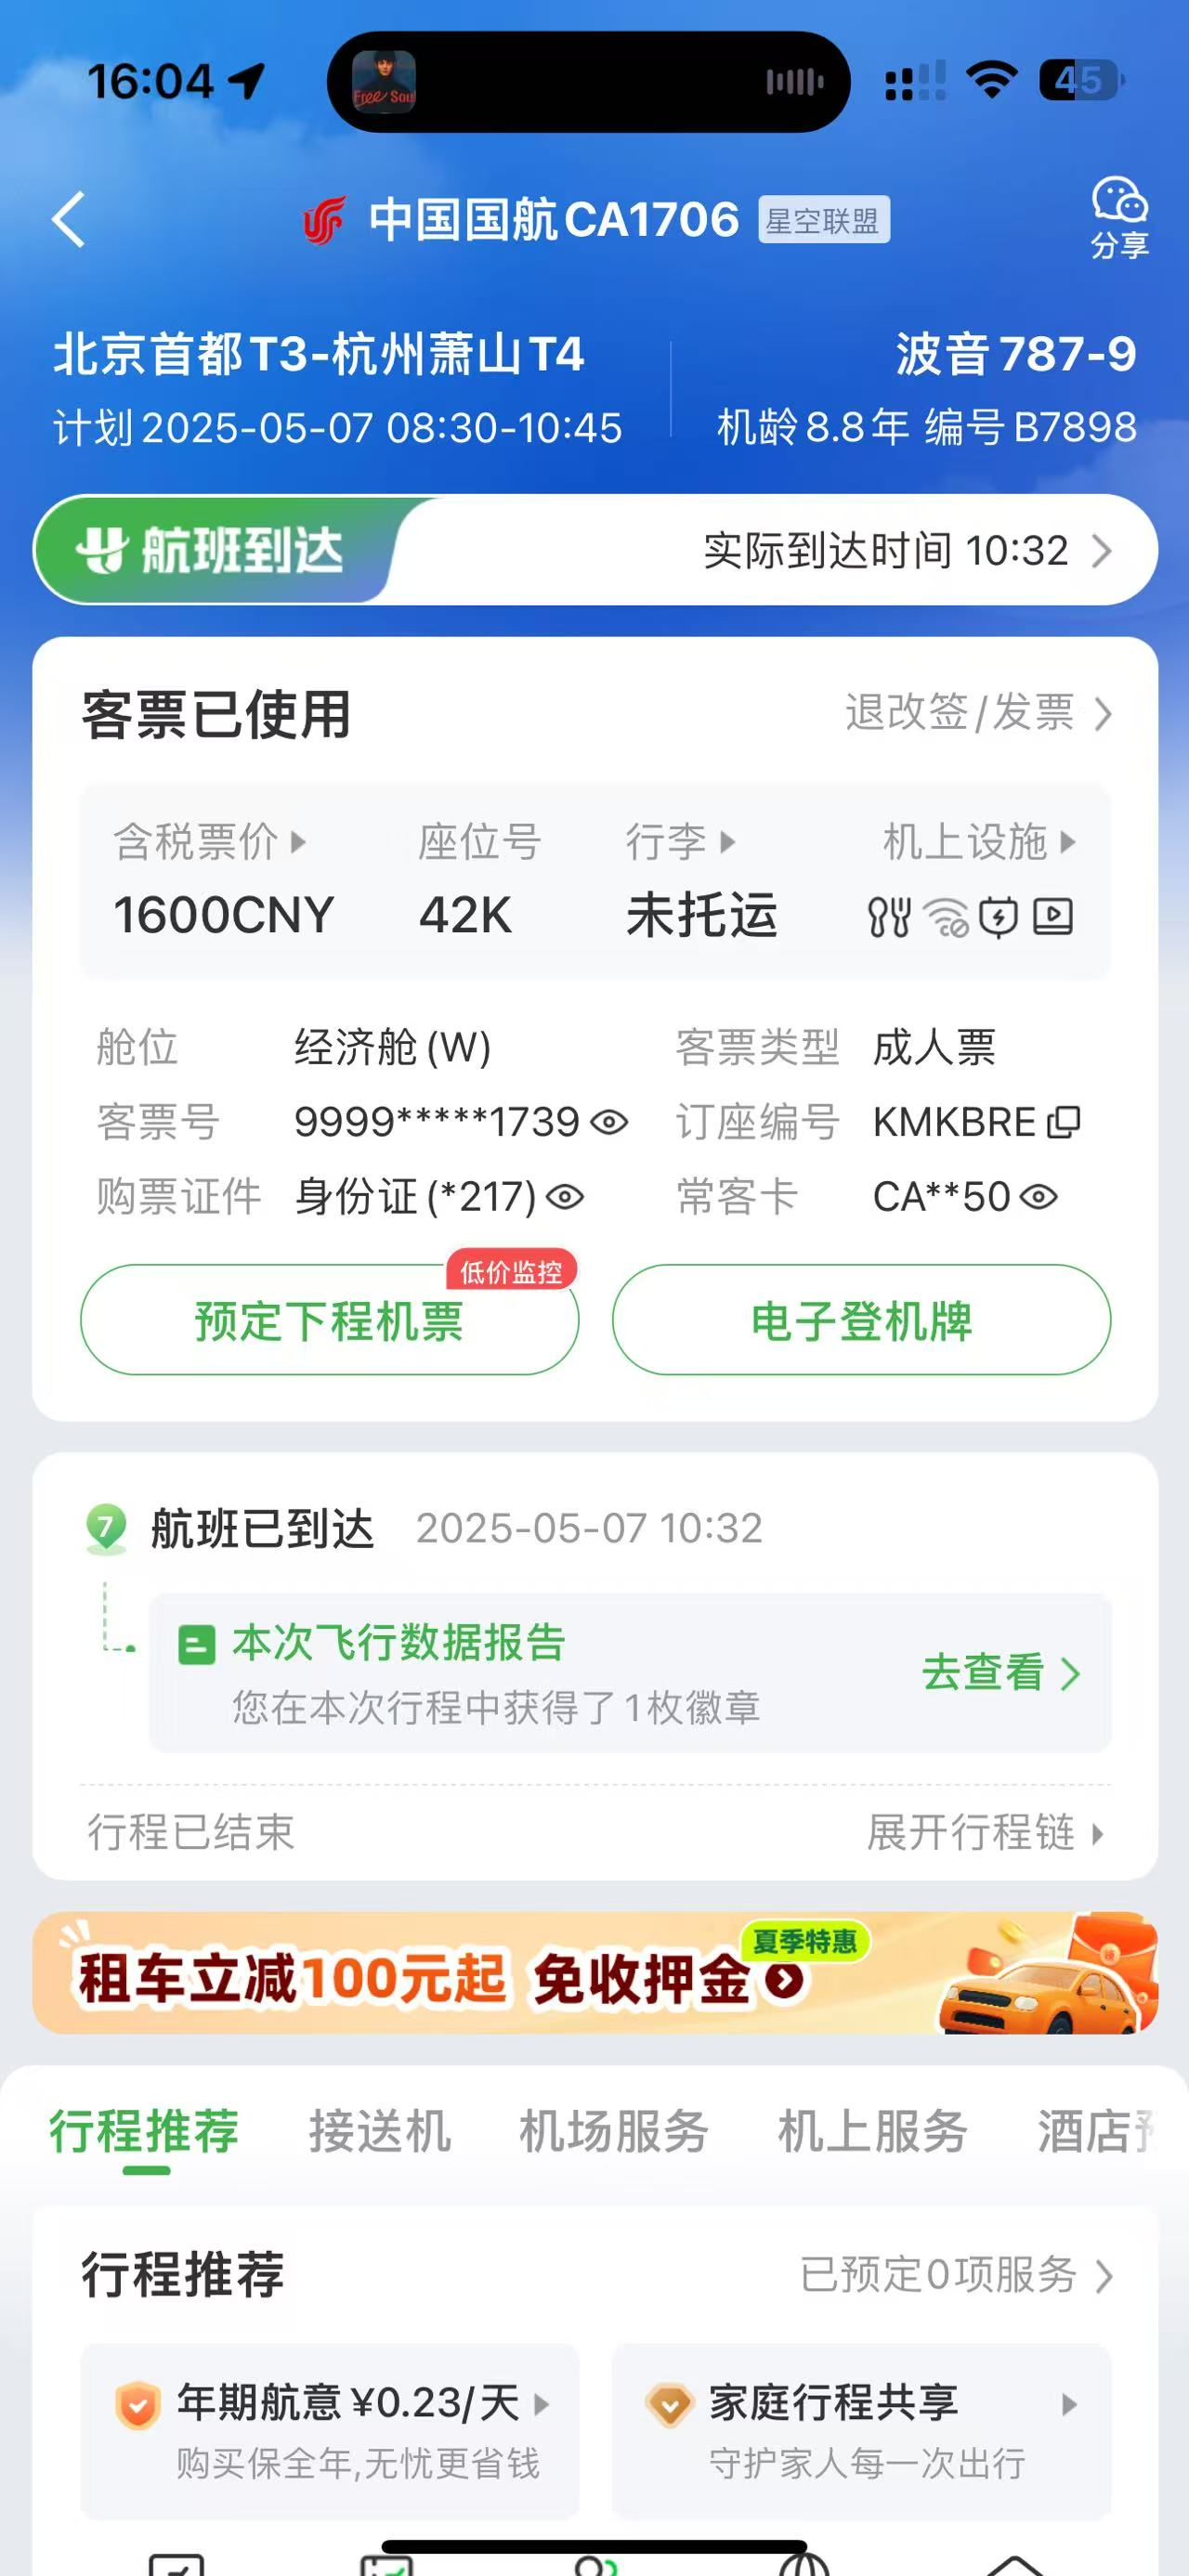 16:04
Free Soul
45
中国国航CA1706 星空联盟
分享
北京首都T3-杭州萧山T4
波音787-9
计划2025-05-07 08:30-10:45
机龄8.8年 编号B7898
航班到达
实际到达时间 10:32
客票已使用
退改签/发票
含税票价 座位号 行李 机上设施
1600CNY 42K 未托运
舱位 经济舱(W) 客票类型 成人票
客票号 9999*****1739 订座编号 KMKBRE
购票证件 身份证(*217) 常客卡 CA**50
低价监控
预定下程机票
电子登机牌
7 航班已到达 2025-05-07 10:32
本次飞行数据报告
您在本次行程中获得了1枚徽章
去查看
行程已结束
展开行程链
夏季特惠
租车立减100元起 免收押金
行程推荐 接送机 机场服务 机上服务 酒店
行程推荐
已预定0项服务
年期航意¥0.23/天
购买保全年,无忧更省钱
家庭行程共享
守护家人每一次出行